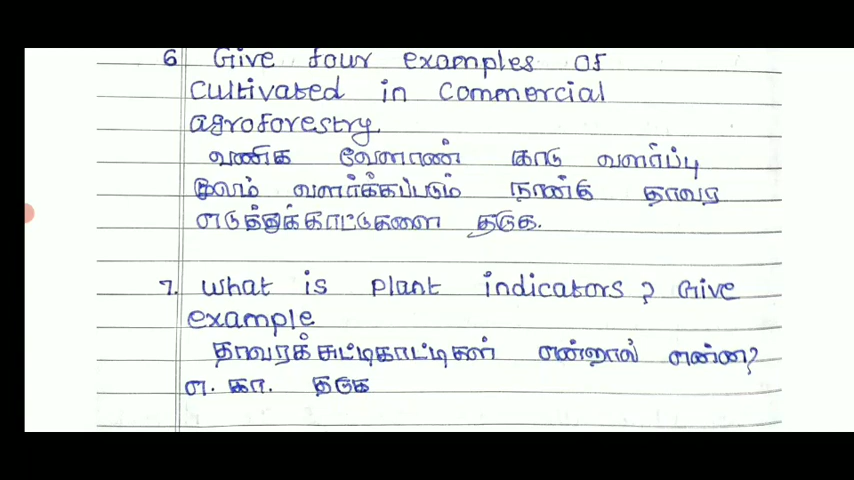 6 Give four examples of
Cultivated in Commercial
agroforestry
வணிக வேளாண் காடு வளர்ப்பு
மூலம் வளர்க்கப்படும் நான்கு தாவர
எடுத்துக்காட்டுகளை தருக.
7. What is Plant indicators? Give
example
தாவரக் சுட்டிகாட்டிகள் என்றால் என்ன?
எ. கா. தருக